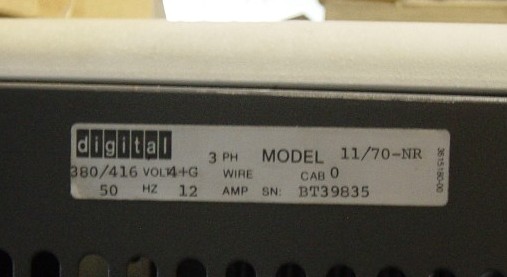 digital 3 PH MODEL 11/70-NR
380/416 VOLT 4+G WIRE CAB 0
50 HZ 12 AMP SN: BT39835